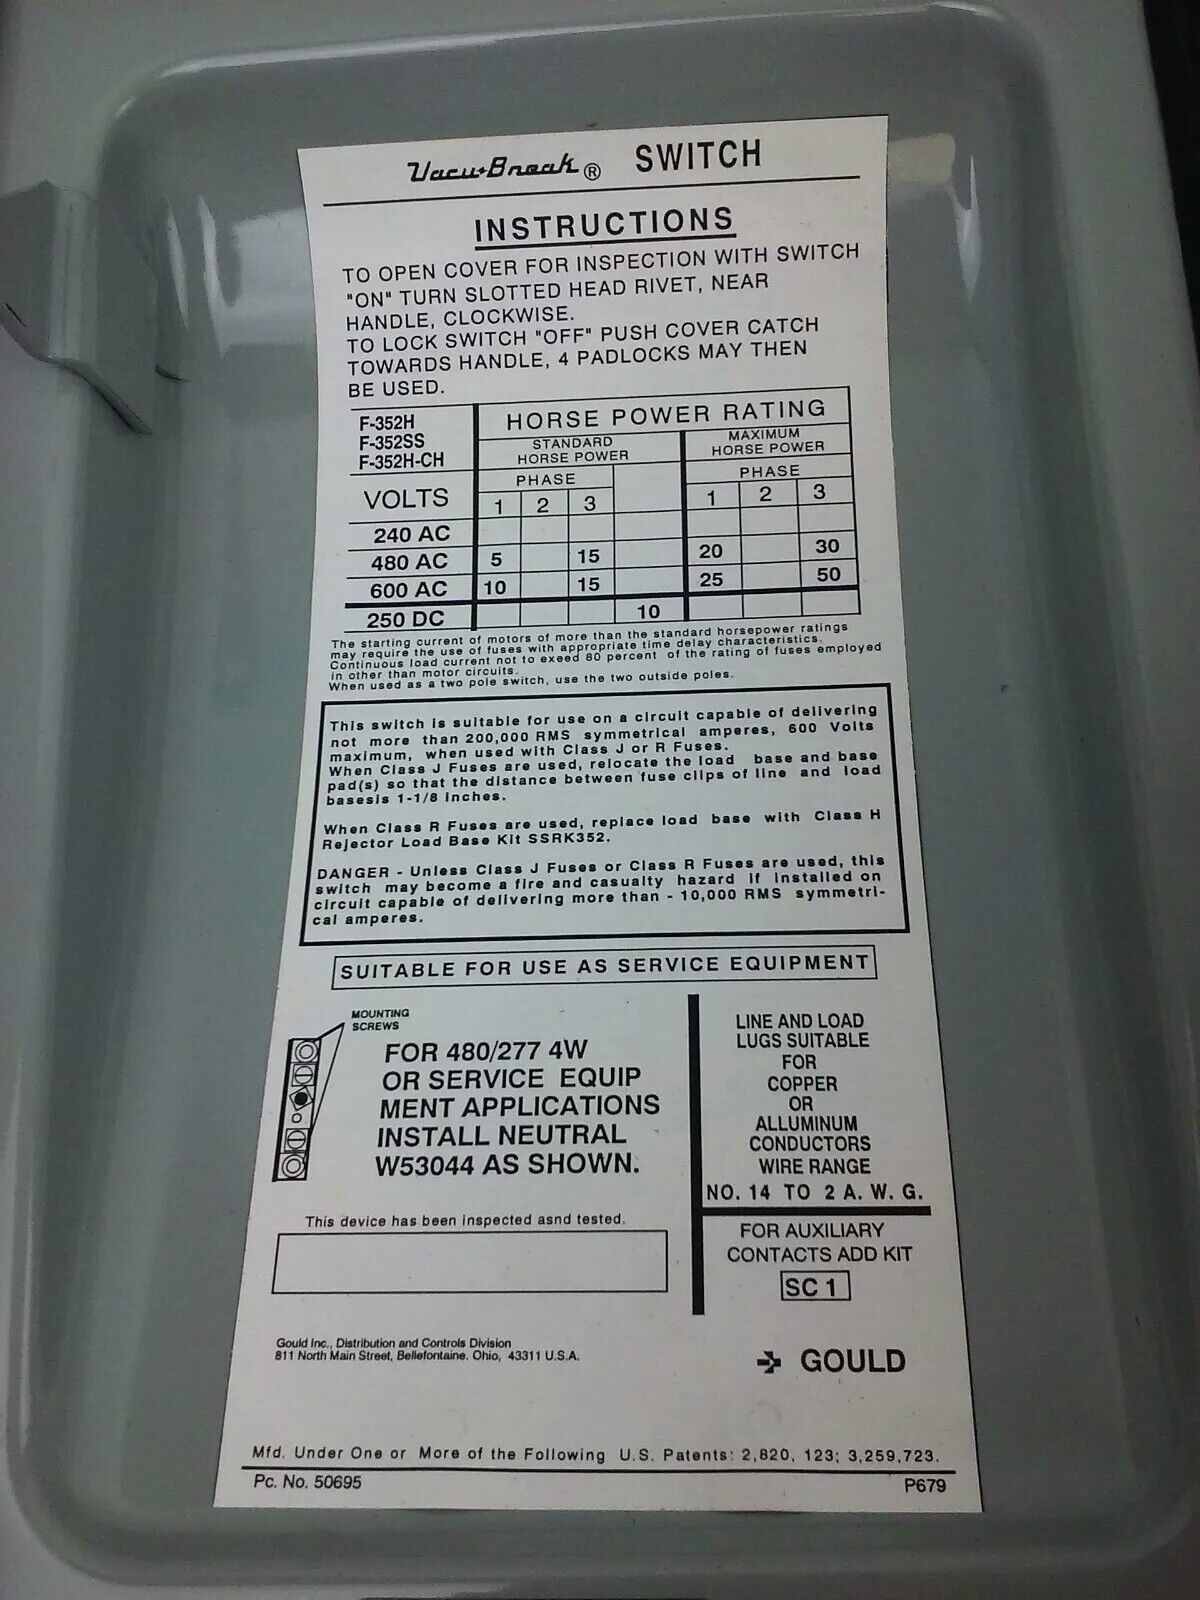 Vacu-Break® SWITCH
INSTRUCTIONS
TO OPEN COVER FOR INSPECTION WITH SWITCH
"ON" TURN SLOTTED HEAD RIVET, NEAR
HANDLE, CLOCKWISE.
TO LOCK SWITCH "OFF" PUSH COVER CATCH
TOWARDS HANDLE, 4 PADLOCKS MAY THEN
BE USED.
F-352H
F-352SS
F-352H-CH
HORSE POWER RATING
STANDARD
HORSE POWER
MAXIMUM
HORSE POWER
PHASE
PHASE
VOLTS 1 2 3 1 2 3
240 AC
480 AC 5 15 20 30
600 AC 10 15 25 50
250 DC 10
The starting current of motors of more than the standard horsepower ratings
may require the use of fuses with appropriate time delay characteristics.
Continuous load current not to exceed 80 percent of the rating of fuses employed
in other than motor circuits.
When used as a two pole switch, use the two outside poles.
This switch is suitable for use on a circuit capable of delivering
not more than 200,000 RMS symmetrical amperes, 600 Volts
maximum, when used with Class J or R Fuses.
When Class J Fuses are used, relocate the load base and base
pad(s) so that the distance between fuse clips of line and load
basesis 1-1/8 Inches.
When Class R Fuses are used, replace load base with Class H
Rejector Load Base Kit SSRK352.
DANGER - Unless Class J Fuses or Class R Fuses are used, this
switch may become a fire and casualty hazard if installed on
circuit capable of delivering more than - 10,000 RMS symmetri-
cal amperes.
SUITABLE FOR USE AS SERVICE EQUIPMENT
MOUNTING
SCREWS
FOR 480/277 4W
OR SERVICE EQUIP
MENT APPLICATIONS
INSTALL NEUTRAL
W53044 AS SHOWN.
This device has been inspected asnd tested.
LINE AND LOAD
LUGS SUITABLE
FOR
COPPER
OR
ALLUMINUM
CONDUCTORS
WIRE RANGE
NO. 14 TO 2 A. W. G.
FOR AUXILIARY
CONTACTS ADD KIT
SC 1
Gould Inc., Distribution and Controls Division
811 North Main Street, Bellefontaine. Ohio, 43311 U.S.A.
GOULD
Mfd. Under One or More of the Following U.S. Patents: 2,820, 123; 3,259,723.
Pc. No. 50695
P679